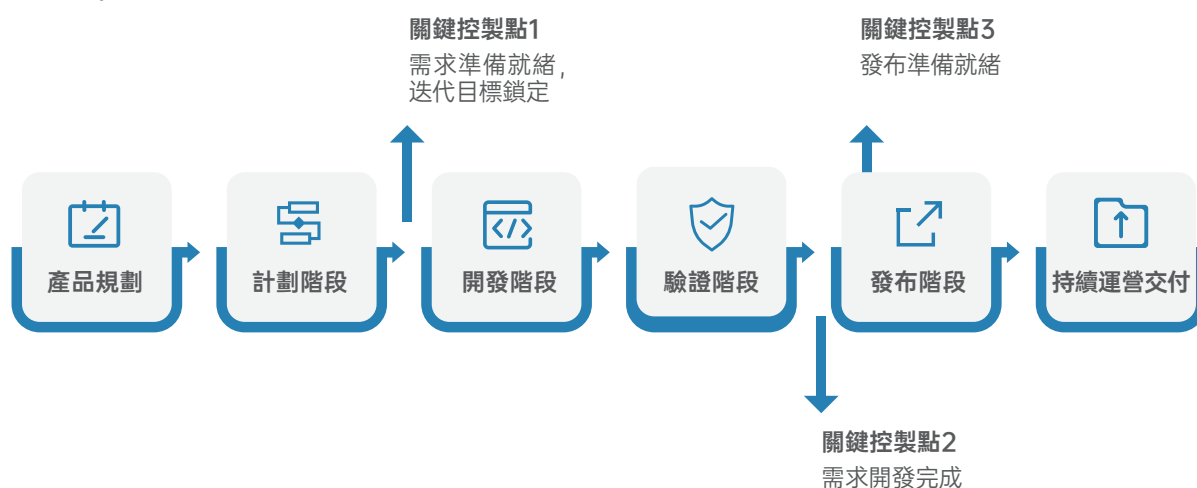 關鍵控製點1
需求準備就緒,
迭代目標鎖定
關鍵控製點3
發布準備就緒
產品規劃
計劃階段
開發階段
驗證階段
發布階段
持續運營交付
關鍵控製點2
需求開發完成